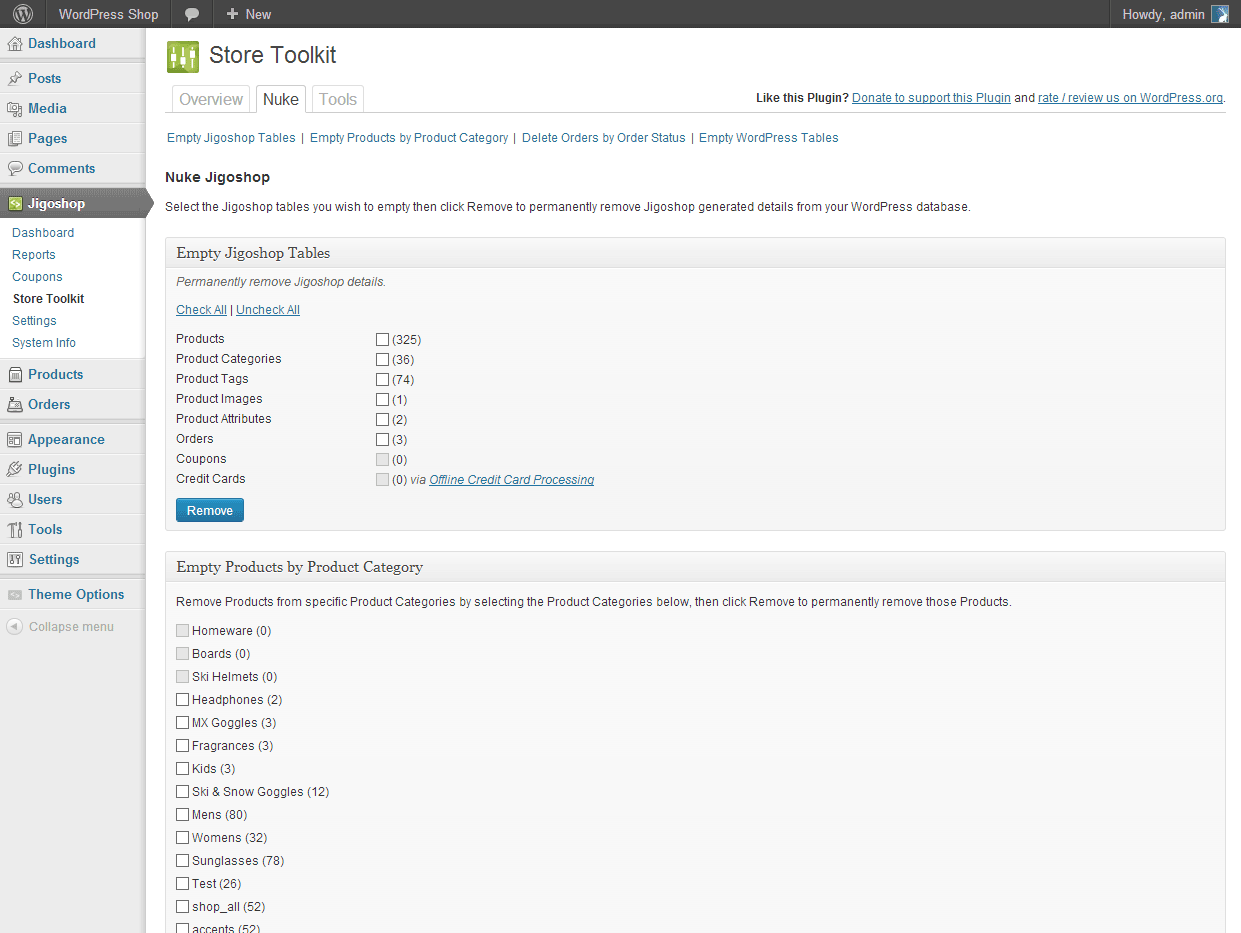 WordPress Shop
New
Howdy, admin
Dashboard
Posts
Media
Pages
Comments
Jigoshop
Dashboard
Reports
Coupons
Store Toolkit
Settings
System Info
Products
Orders
Appearance
Plugins
Users
Tools
Settings
Theme Options
Collapse menu
Store Toolkit
Overview
Nuke
Tools
Like this Plugin? Donate to support this Plugin and rate / review us on WordPress.org.
Empty Jigoshop Tables | Empty Products by Product Category | Delete Orders by Order Status | Empty WordPress Tables
Nuke Jigoshop
Select the Jigoshop tables you wish to empty then click Remove to permanently remove Jigoshop generated details from your WordPress database.
Empty Jigoshop Tables
Permanently remove Jigoshop details.
Check All | Uncheck All
Products (325)
Product Categories (36)
Product Tags (74)
Product Images (1)
Product Attributes (2)
Orders (3)
Coupons (0)
Credit Cards (0) via Offline Credit Card Processing
Remove
Empty Products by Product Category
Remove Products from specific Product Categories by selecting the Product Categories below, then click Remove to permanently remove those Products.
Homeware (0)
Boards (0)
Ski Helmets (0)
Headphones (2)
MX Goggles (3)
Fragrances (3)
Kids (3)
Ski & Snow Goggles (12)
Mens (80)
Womens (32)
Sunglasses (78)
Test (26)
shop_all (52)
accents (52)